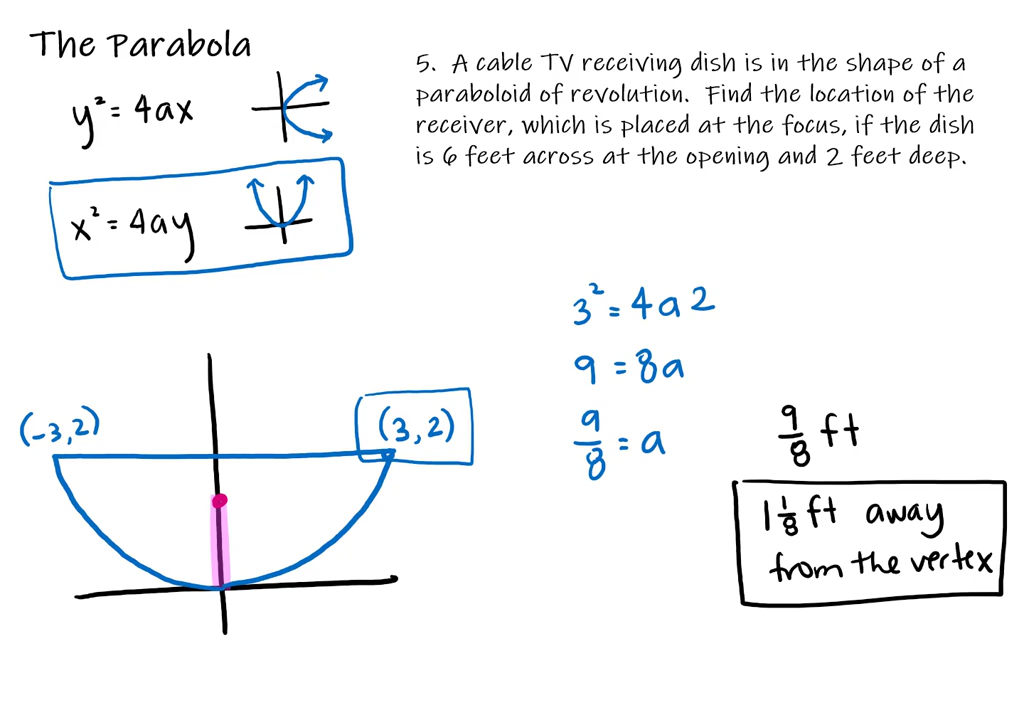 The Parabola
y² = 4ax
x² = 4ay
5. A cable TV receiving dish is in the shape of a
paraboloid of revolution. Find the location of the
receiver, which is placed at the focus, if the dish
is 6 feet across at the opening and 2 feet deep.
(-3,2)
(3,2)
3² = 4a2
9 = 8a
9/8 = a
9/8 ft
1 1/8 ft away
from the vertex